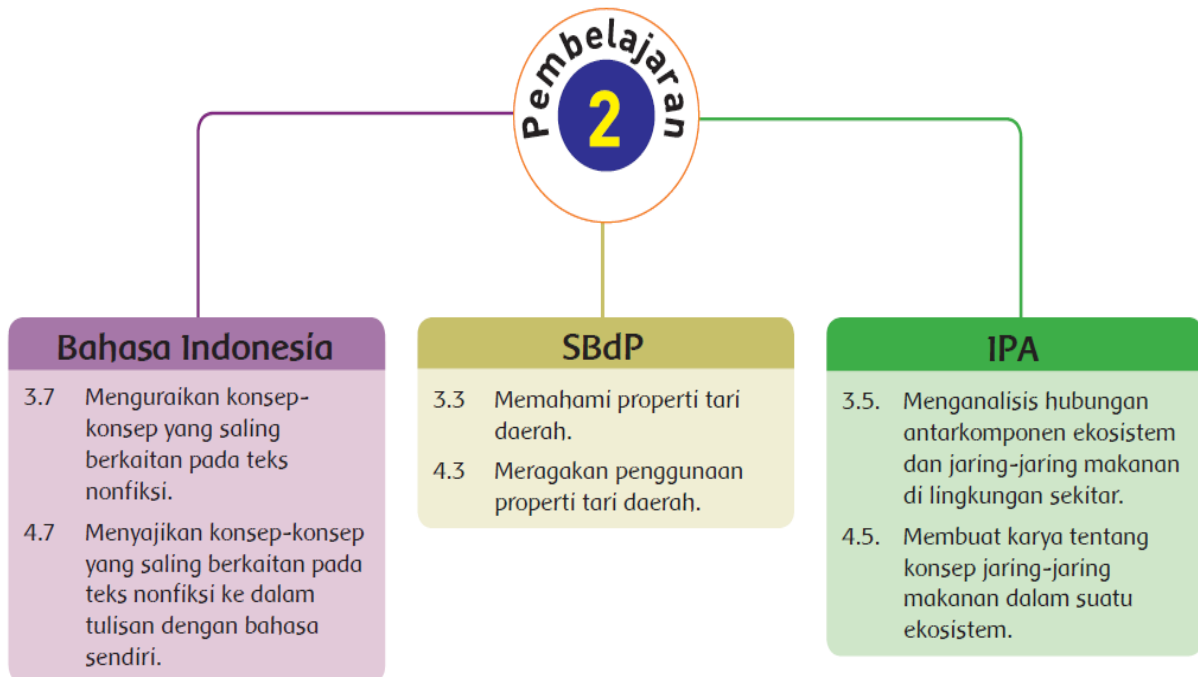 Pembelajaran
2
Bahasa Indonesia
3.7 Menguraikan konsep-
konsep yang saling
berkaitan pada teks
nonfiksi.
4.7 Menyajikan konsep-konsep
yang saling berkaitan pada
teks nonfiksi ke dalam
tulisan dengan bahasa
sendiri.
SBdP
3.3 Memahami properti tari
daerah.
4.3 Meragakan penggunaan
properti tari daerah.
IPA
3.5. Menganalisis hubungan
antarkomponen ekosistem
dan jaring-jaring makanan
di lingkungan sekitar.
4.5. Membuat karya tentang
konsep jaring-jaring
makanan dalam suatu
ekosistem.